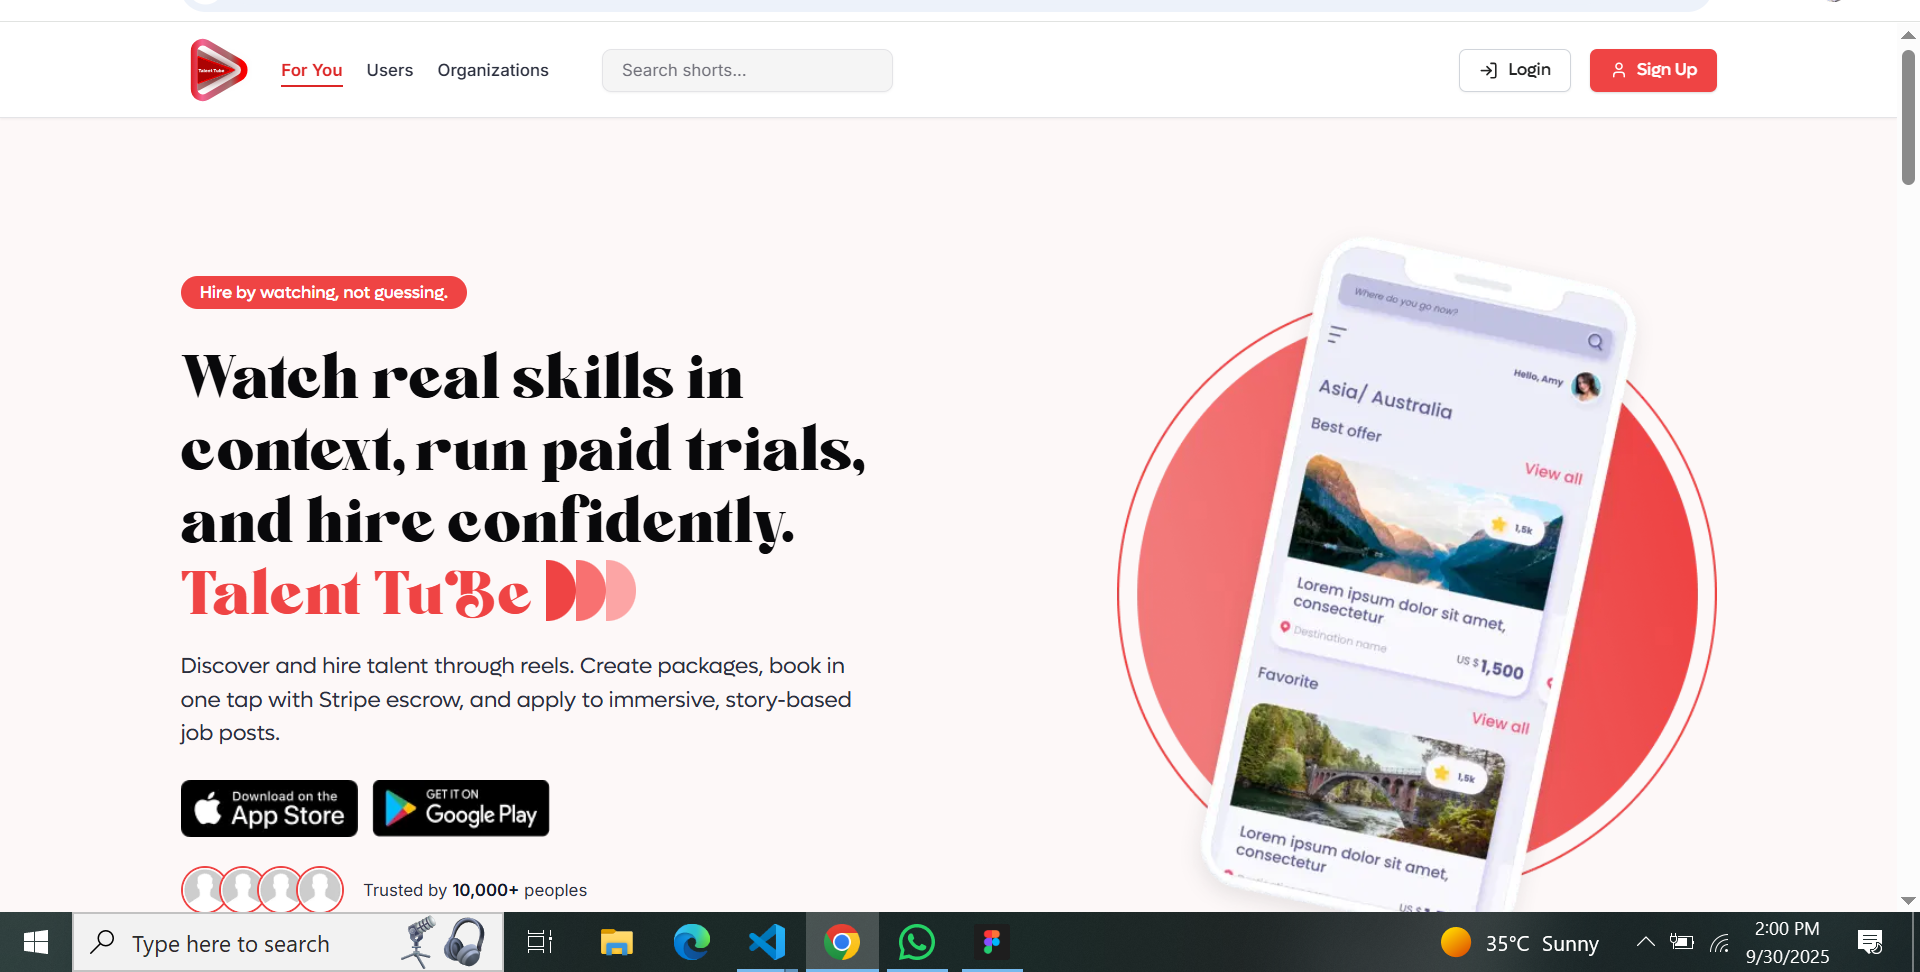 Talent Tube
For You
Users
Organizations
Search shorts...
Login
Sign Up
Hire by watching, not guessing.
Watch real skills in
context, run paid trials,
and hire confidently.
Talent TuBe
Discover and hire talent through reels. Create packages, book in
one tap with Stripe escrow, and apply to immersive, story-based
job posts.
Download on the
App Store
GET IT ON
Google Play
Trusted by 10,000+ peoples
Where do you go now?
Hello, Amy
Asia/ Australia
Best offer
View all
1,5k
Lorem ipsum dolor sit amet,
consectetur
Destination name
US $1,500
Favorite
View all
1,5k
Lorem ipsum dolor sit amet,
consectetur
US $
Type here to search
35°C Sunny
2:00 PM
9/30/2025